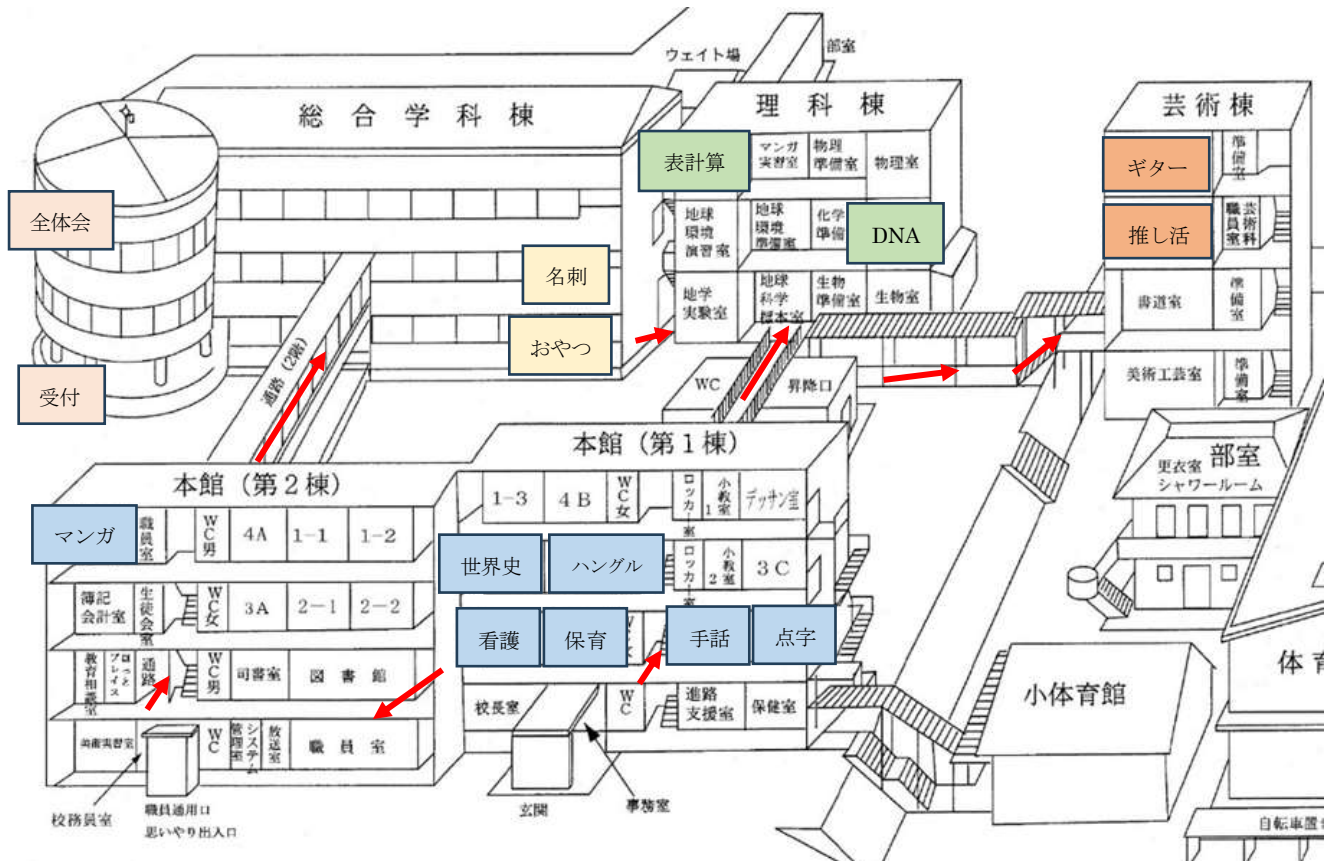 ウェイト場
部室
総合学科棟
理科棟
芸術棟
表計算
マンガ
実習室
物理
準備室
物理室
ギター
準備室
全体会
地球
環境
演習室
地球
環境
準備室
化学
準備
DNA
推し活
芸術科
職員室
名刺
地学
実験室
地球
科学
標本室
生物
準備室
生物室
書道室
準備室
おやつ
通路(2階)
受付
WC
昇降口
美術工芸室
準備室
本館(第1棟)
本館(第2棟)
部室
更衣室
シャワールーム
1-3
4B
WC女
ロッカー室
小教室1
デッサン室
マンガ
職員室
WC男
4A
1-1
1-2
世界史
ハングル
ロッカー室
小教室2
3C
簿記
会計室
生徒会室
WC女
3A
2-1
2-2
看護
保育
手話
点字
教育相談室
ほっと
プレイス
通路
WC男
司書室
図書館
校長室
WC
進路
支援室
保健室
小体育館
体育
美術実習室
WC
システム
管理室
放送室
職員室
校務員室
職員通用口
思いやり出入口
玄関
事務室
自転車置